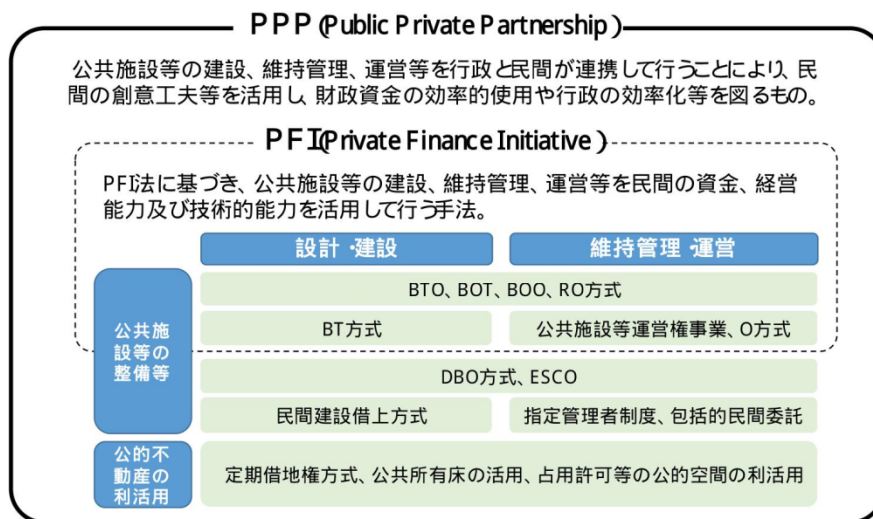 PPP(Public Private Partnership)
公共施設等の建設、維持管理、運営等を行政と民間が連携して行うことにより、民
間の創意工夫等を活用し、財政資金の効率的使用や行政の効率化等を図るもの。
PFI(Private Finance Initiative)
PFI法に基づき、公共施設等の建設、維持管理、運営等を民間の資金、経営
能力及び技術的能力を活用して行う手法。
設計・建設
維持管理・運営
公共施
設等の
整備等
BTO、BOT、BOO、RO方式
BT方式
公共施設等運営権事業、O方式
DBO方式、ESCO
民間建設借上方式
指定管理者制度、包括的民間委託
公的不
動産の
利活用
定期借地権方式、公共所有床の活用、占用許可等の公的空間の利活用